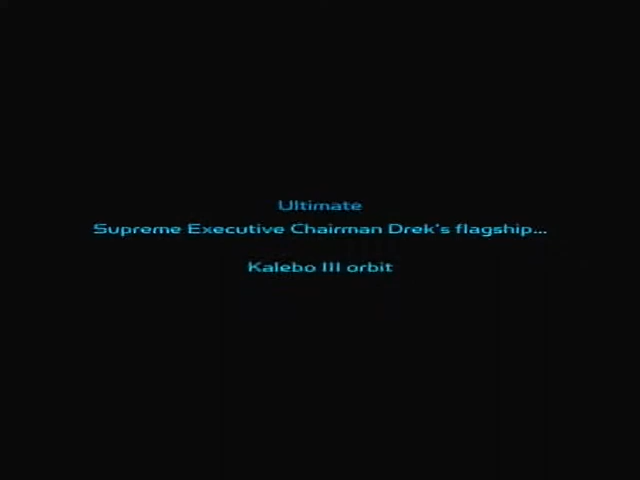 Ultimate
Supreme Executive Chairman Drek's flagship...
Kalebo III orbit